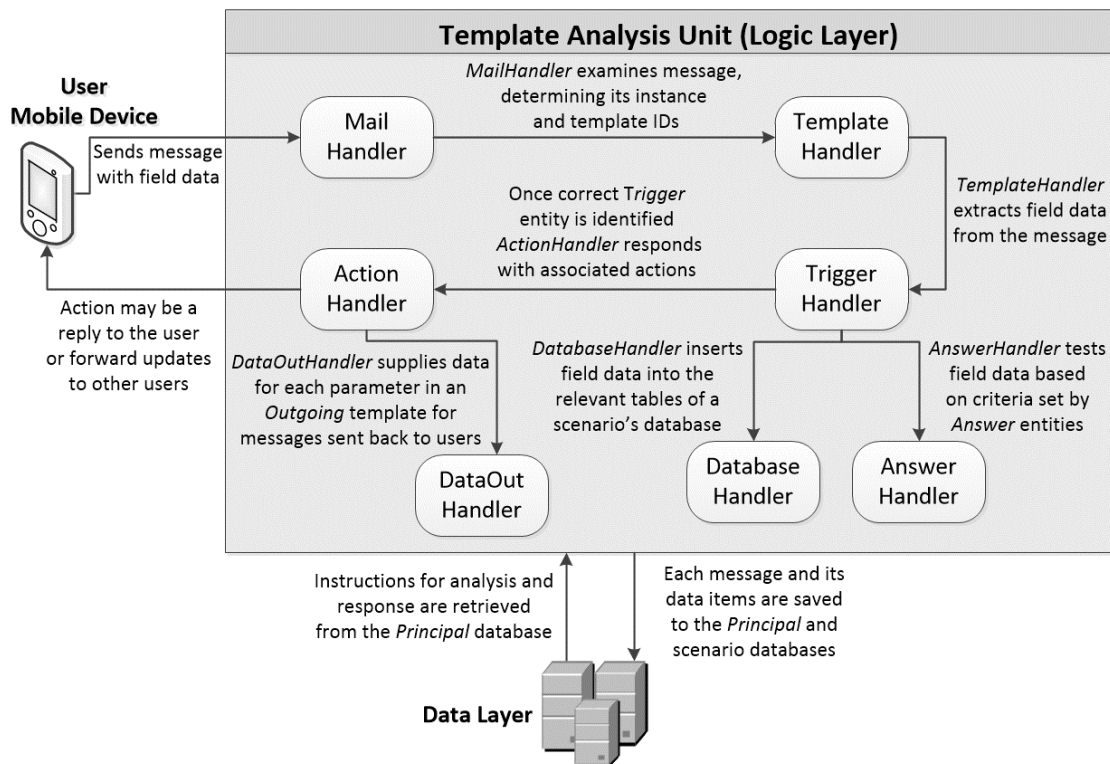 Template Analysis Unit (Logic Layer)
User
Mobile Device
Sends message
with field data
Mail
Handler
MailHandler examines message,
determining its instance
and template IDs
Template
Handler
TemplateHandler
extracts field data
from the message
Once correct Trigger
entity is identified
ActionHandler responds
with associated actions
Action
Handler
Trigger
Handler
Action may be a
reply to the user
or forward updates
to other users
DataOutHandler supplies data
for each parameter in an
Outgoing template for
messages sent back to users
DatabaseHandler inserts
field data into the
relevant tables of a
scenario's database
AnswerHandler tests
field data based
on criteria set by
Answer entities
DataOut
Handler
Database
Handler
Answer
Handler
Instructions for analysis and
response are retrieved
from the Principal database
Each message and its
data items are saved
to the Principal and
scenario databases
Data Layer